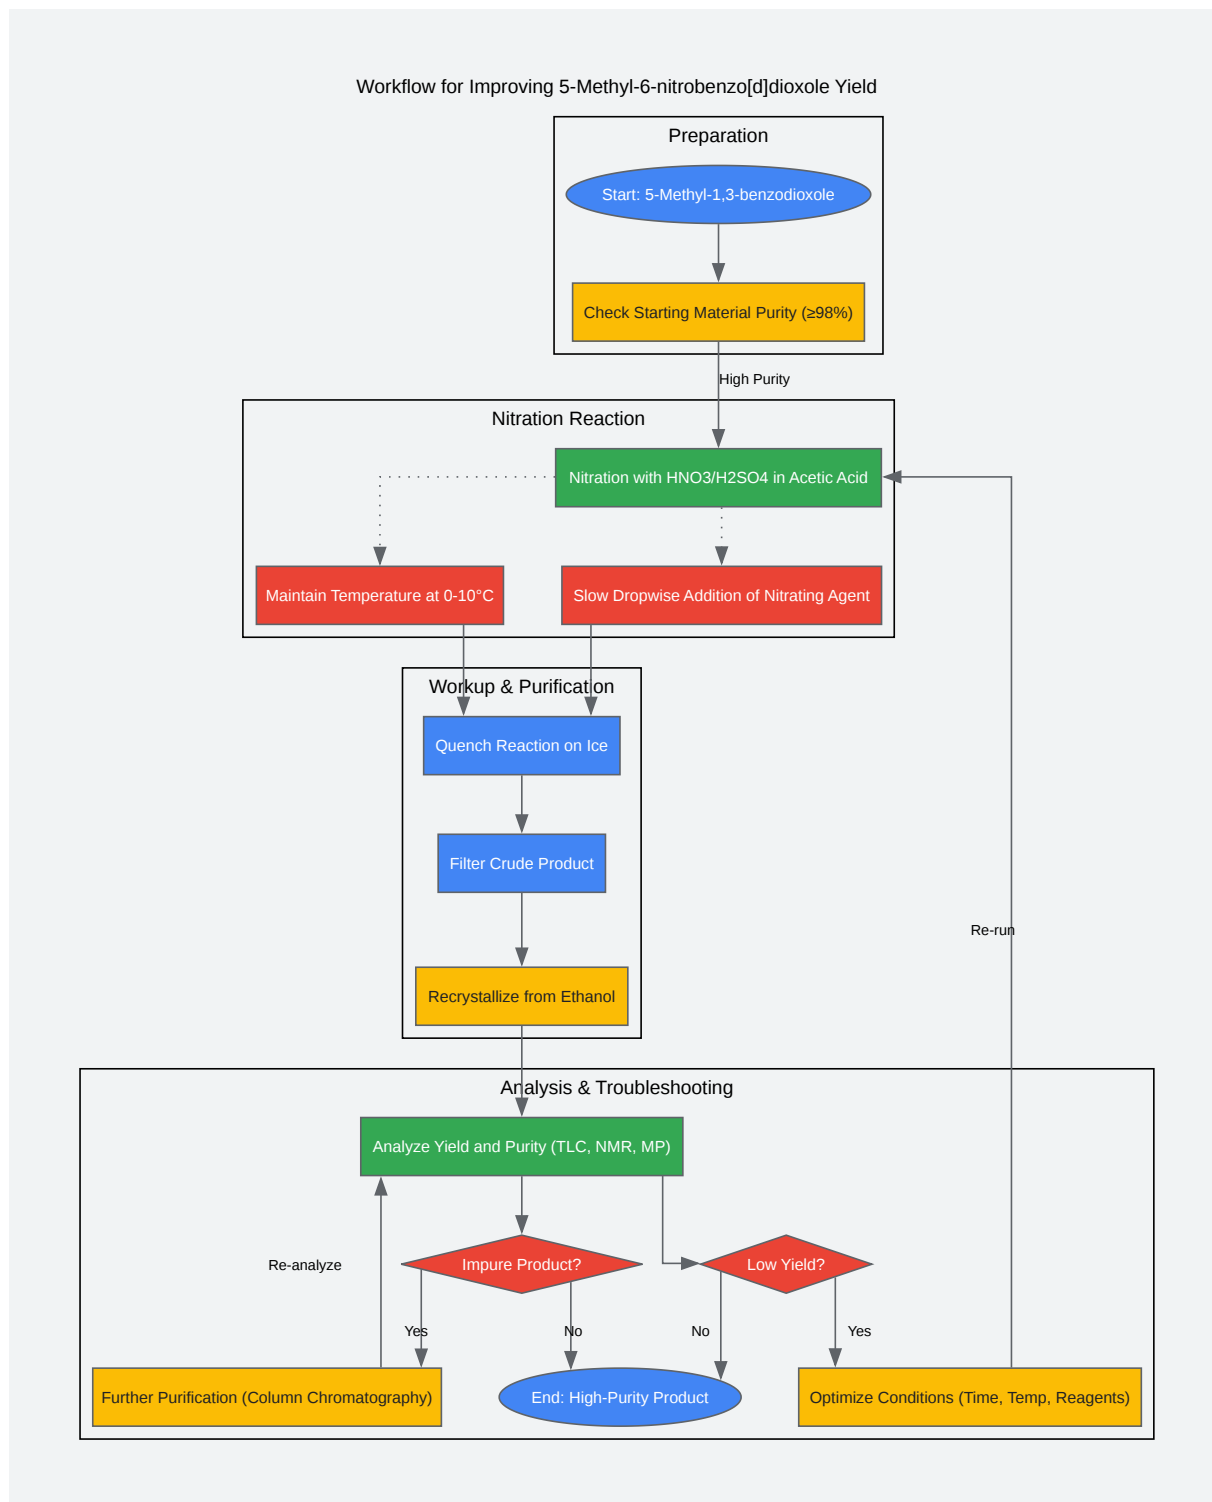 Workflow for Improving 5-Methyl-6-nitrobenzo[d]dioxole Yield
Preparation
Start: 5-Methyl-1,3-benzodioxole
Check Starting Material Purity (≥98%)
High Purity
Nitration Reaction
Nitration with HNO3/H2SO4 in Acetic Acid
Maintain Temperature at 0-10°C
Slow Dropwise Addition of Nitrating Agent
Workup & Purification
Quench Reaction on Ice
Filter Crude Product
Re-run
Recrystallize from Ethanol
Analysis & Troubleshooting
Analyze Yield and Purity (TLC, NMR, MP)
Re-analyze
Impure Product?
Low Yield?
Yes
No
No
Yes
Further Purification (Column Chromatography)
End: High-Purity Product
Optimize Conditions (Time, Temp, Reagents)